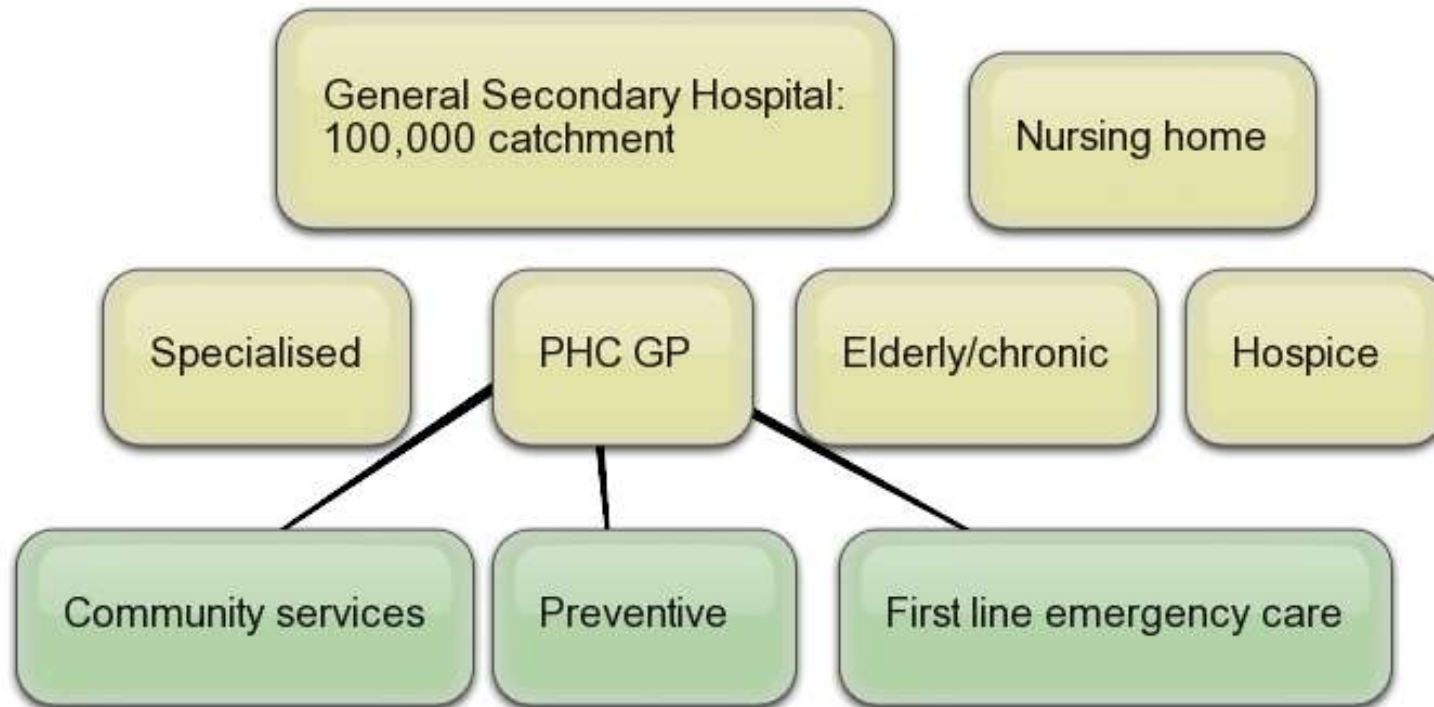 General Secondary Hospital:
100,000 catchment
Nursing home
Specialised
PHC GP
Elderly/chronic
Hospice
Community services
Preventive
First line emergency care